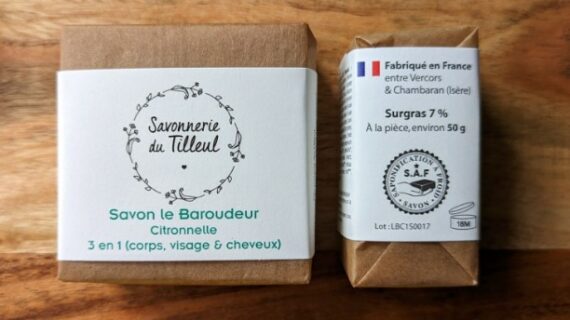 Savonnerie
du Tilleul
Savon le Baroudeur
Citronnelle
3 en 1 (corps, visage & cheveux)
Fabriqué en France
entre Vercors
& Chambaran (Isère)
Surgras 7 %
À la pièce, environ 50 g
SAPONIFICATION À FROID
S.A.F
SAVON
Lot : LBC150017
18M